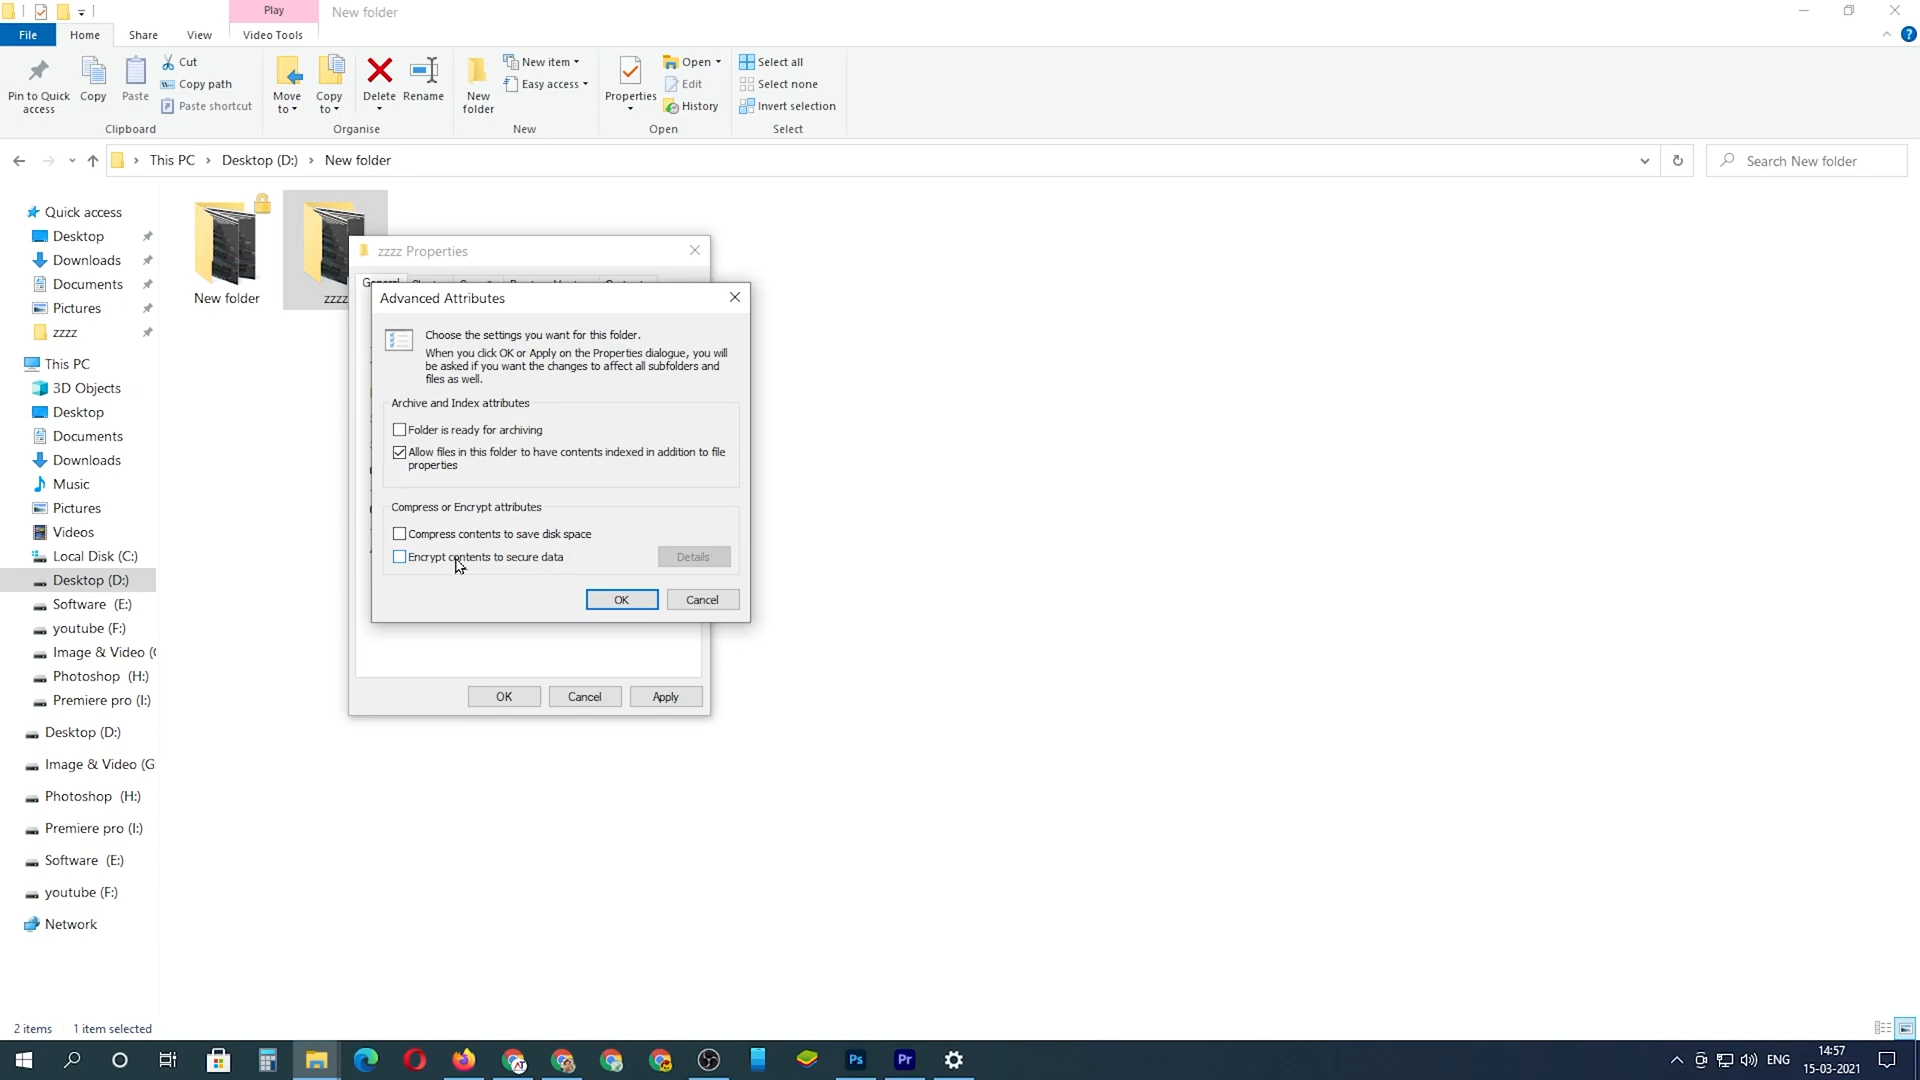 Play
New folder
File
Home
Share
View
Video Tools
Pin to Quick access
Copy
Paste
Cut
Copy path
Paste shortcut
Move to
Copy to
Delete
Rename
New folder
New item
Easy access
Properties
Open
Edit
History
Select all
Select none
Invert selection
Clipboard
Organise
New
Open
Select
This PC > Desktop (D:) > New folder
Search New folder
Quick access
Desktop
Downloads
Documents
Pictures
zzzz
This PC
3D Objects
Desktop
Documents
Downloads
Music
Pictures
Videos
Local Disk (C:)
Desktop (D:)
Software (E:)
youtube (F:)
Image & Video (
Photoshop (H:)
Premiere pro (I:)
Desktop (D:)
Image & Video (G
Photoshop (H:)
Premiere pro (I:)
Software (E:)
youtube (F:)
Network
New folder
zzzz
zzzz Properties
Advanced Attributes
Choose the settings you want for this folder.
When you click OK or Apply on the Properties dialogue, you will
be asked if you want the changes to affect all subfolders and
files as well.
Archive and Index attributes
Folder is ready for archiving
Allow files in this folder to have contents indexed in addition to file
properties
Compress or Encrypt attributes
Compress contents to save disk space
Encrypt contents to secure data
Details
OK
Cancel
OK
Cancel
Apply
2 items
1 item selected
Ps
Pr
ENG
14:57
15-03-2021